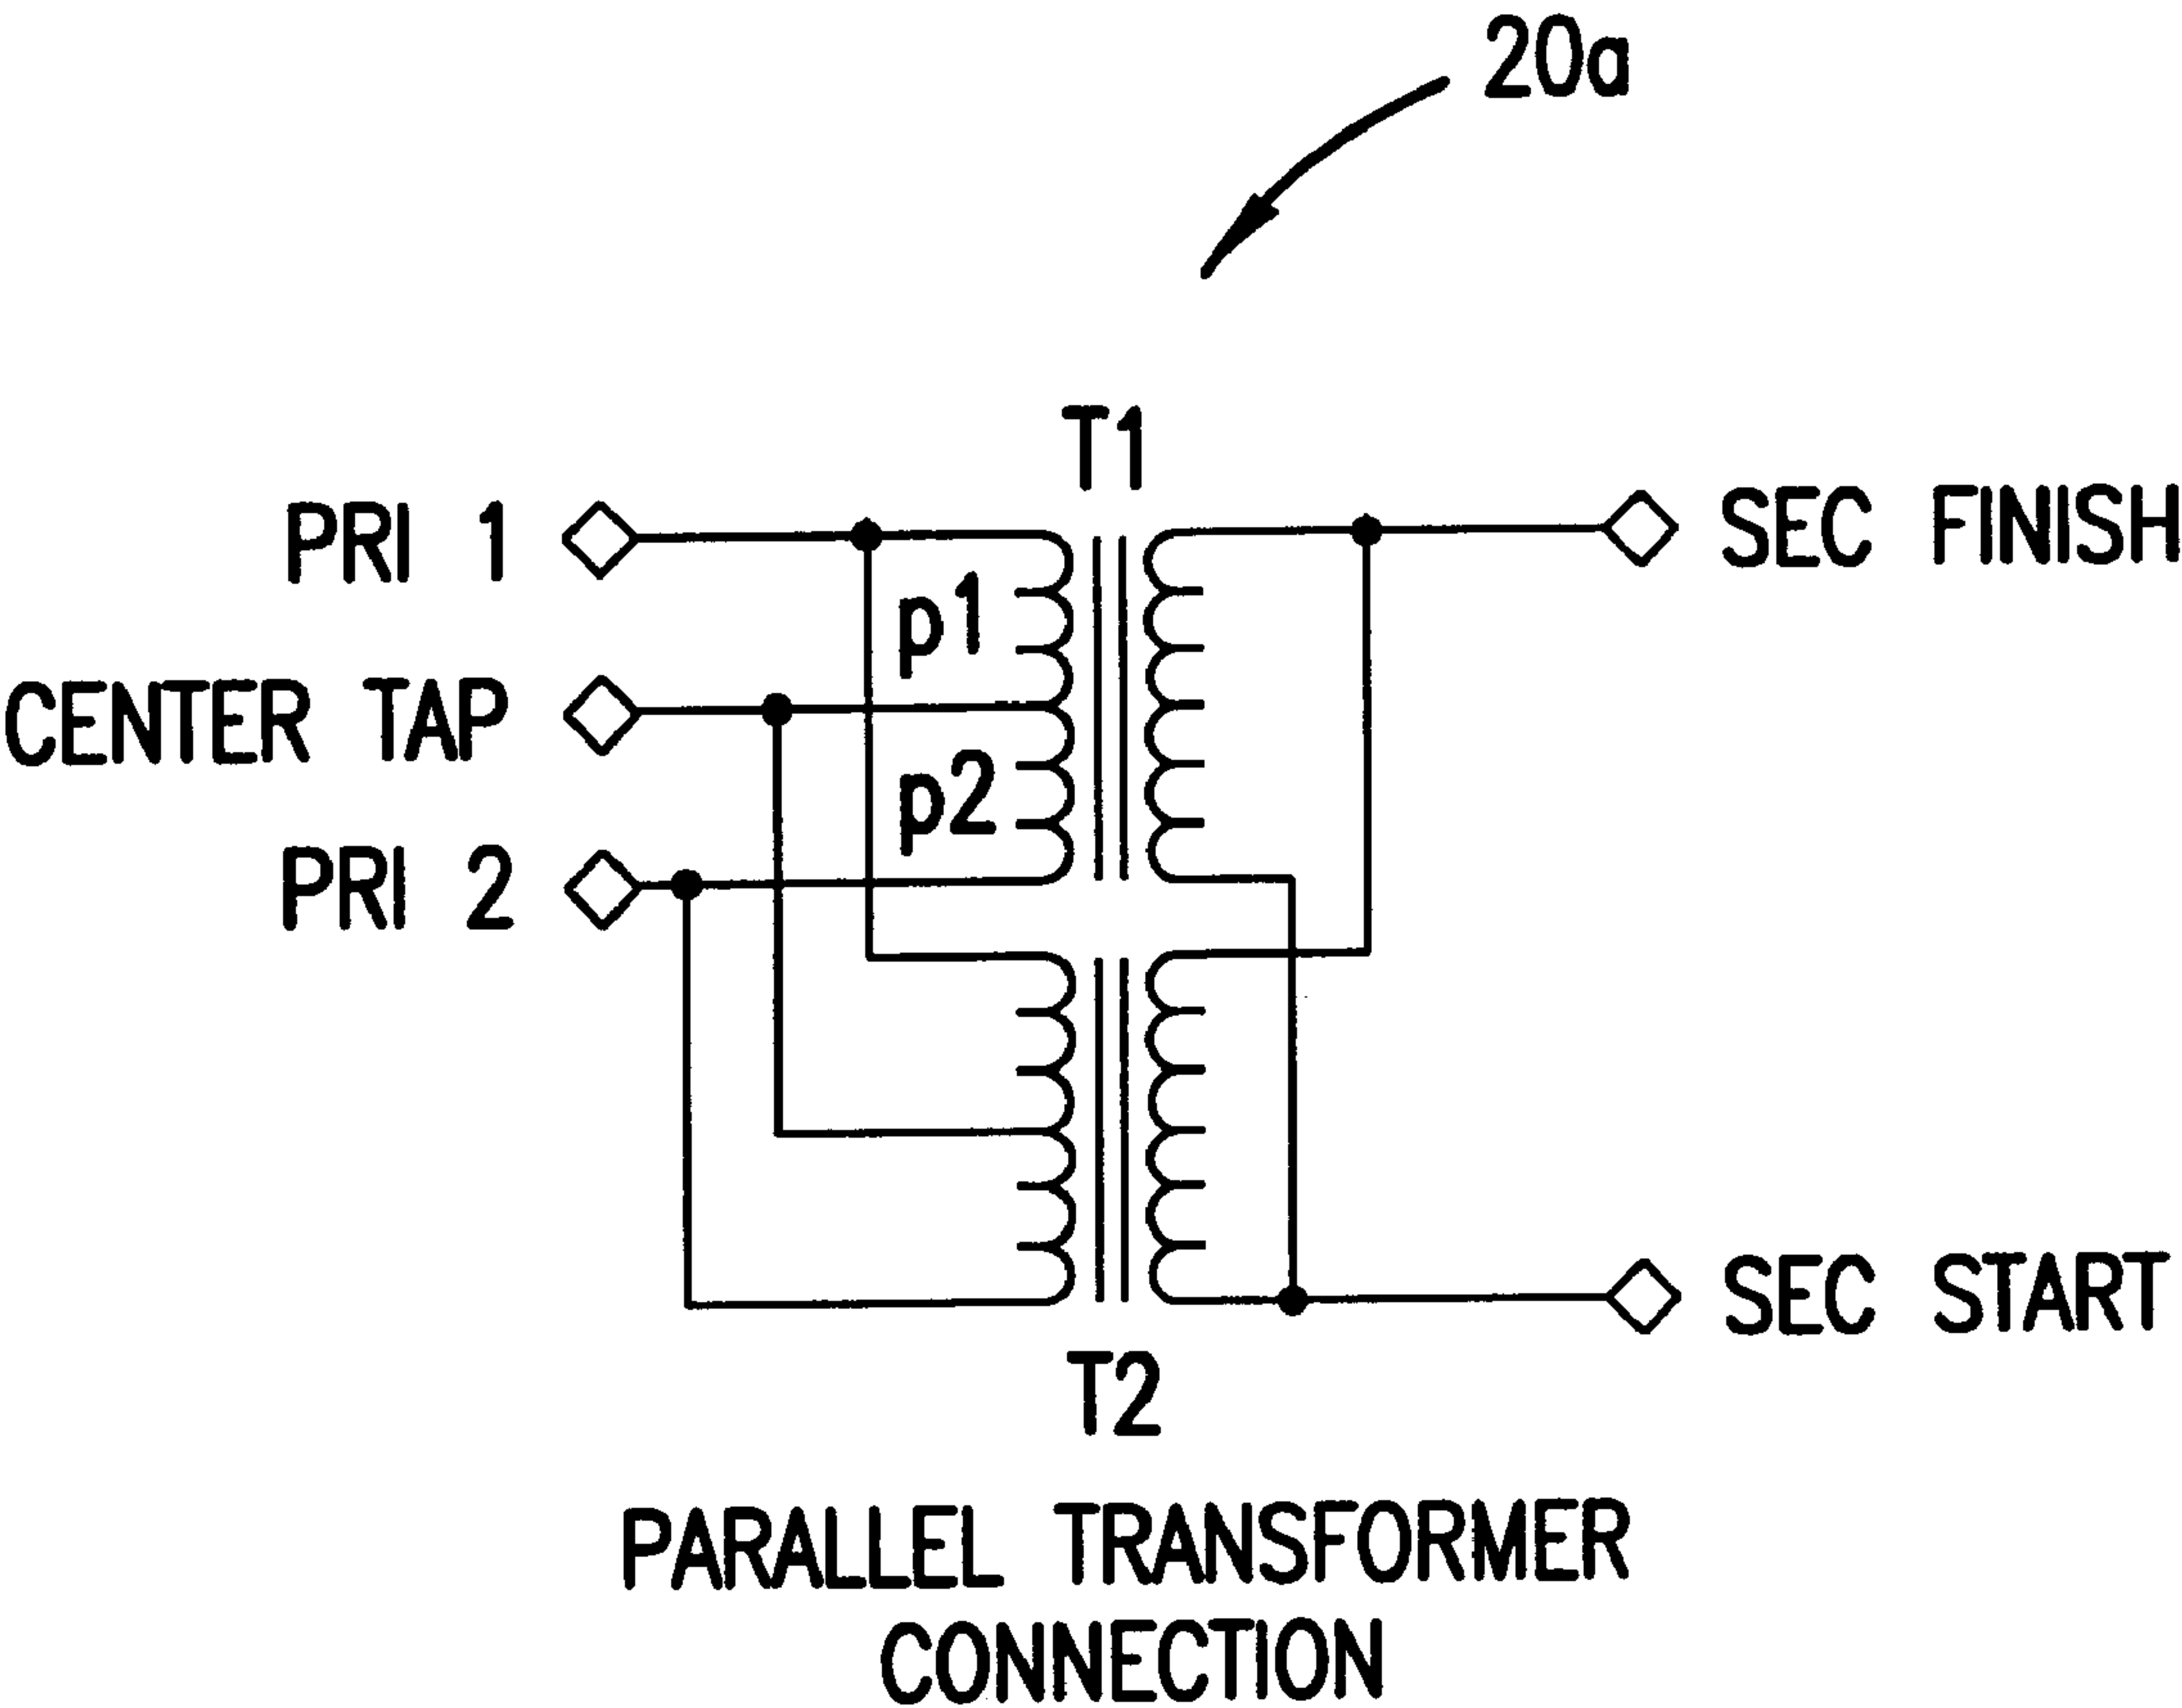 20a
T1
PRI 1
SEC FINISH
p1
CENTER TAP
p2
PRI 2
SEC START
T2
PARALLEL TRANSFORMER
CONNECTION